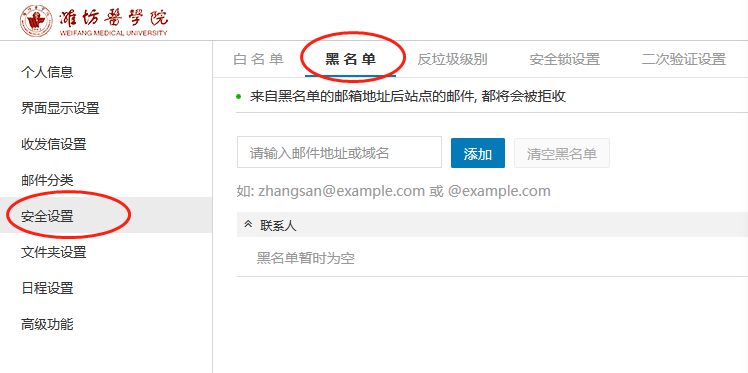 濰坊醫學院
WEIFANG MEDICAL UNIVERSITY
个人信息
界面显示设置
收发信设置
邮件分类
安全设置
文件夹设置
日程设置
高级功能
白名单 黑名单 反垃圾级别 安全锁设置 二次验证设置
来自黑名单的邮箱地址后站点的邮件, 都将会被拒收
请输入邮件地址或域名 添加 清空黑名单
如: zhangsan@example.com 或 @example.com
联系人
黑名单暂时为空